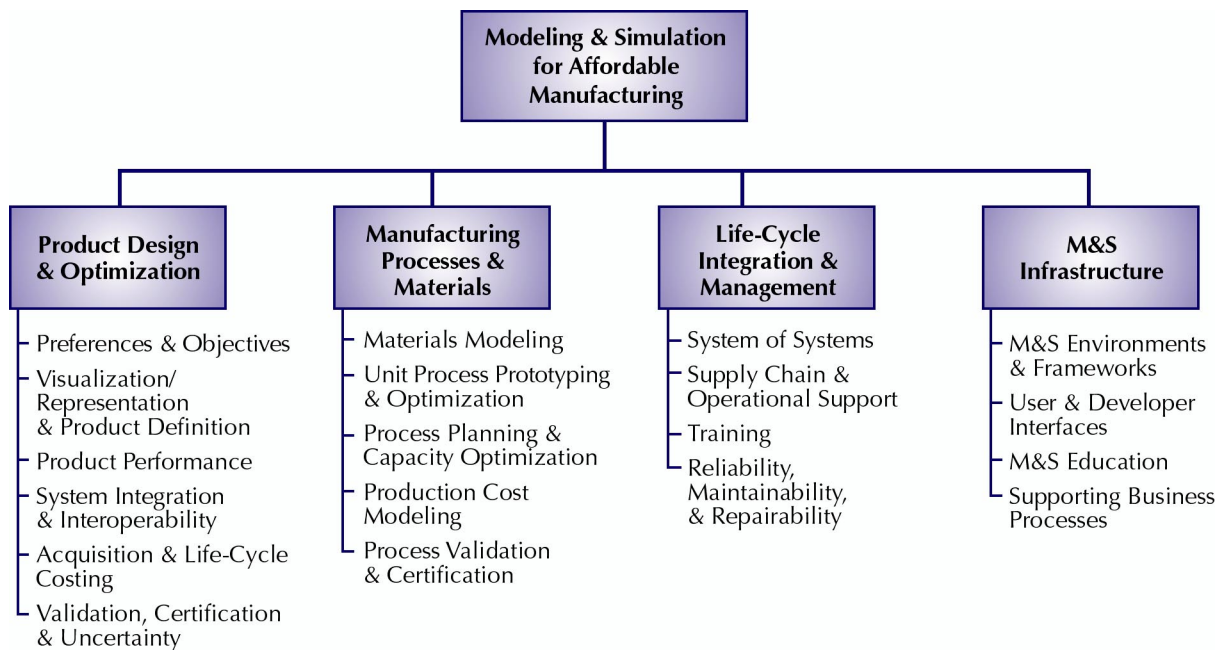 Modeling & Simulation
for Affordable
Manufacturing
Product Design
& Optimization
Preferences & Objectives
Visualization/
Representation
& Product Definition
Product Performance
System Integration
& Interoperability
Acquisition & Life-Cycle
Costing
Validation, Certification
& Uncertainty
Manufacturing
Processes &
Materials
Materials Modeling
Unit Process Prototyping
& Optimization
Process Planning &
Capacity Optimization
Production Cost
Modeling
Process Validation
& Certification
Life-Cycle
Integration &
Management
System of Systems
Supply Chain &
Operational Support
Training
Reliability,
Maintainability,
& Repairability
M&S
Infrastructure
M&S Environments
& Frameworks
User & Developer
Interfaces
M&S Education
Supporting Business
Processes